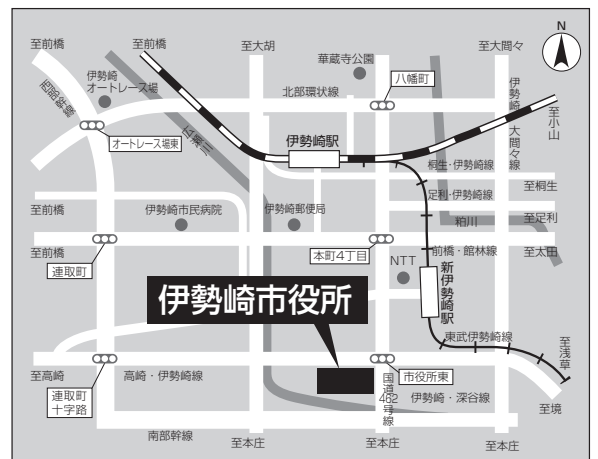 至前橋
至前橋
至大胡
華蔵寺公園
至大間々
N
伊勢崎
オートレース場
西部幹線
八幡町
北部環状線
伊勢崎・大間々線
至小山
オートレース場東
広瀬川
伊勢崎駅
桐生・伊勢崎線
至桐生
足利・伊勢崎線
至前橋
伊勢崎市民病院
伊勢崎郵便局
粕川
至足利
至前橋
本町4丁目
前橋・館林線
至太田
連取町
NTT
新伊勢崎駅
伊勢崎市役所
東武伊勢崎線
至浅草
至高崎
高崎・伊勢崎線
市役所東
連取町
十字路
国道462号線
伊勢崎・深谷線
至境
南部幹線
至本庄
至本庄
至本庄